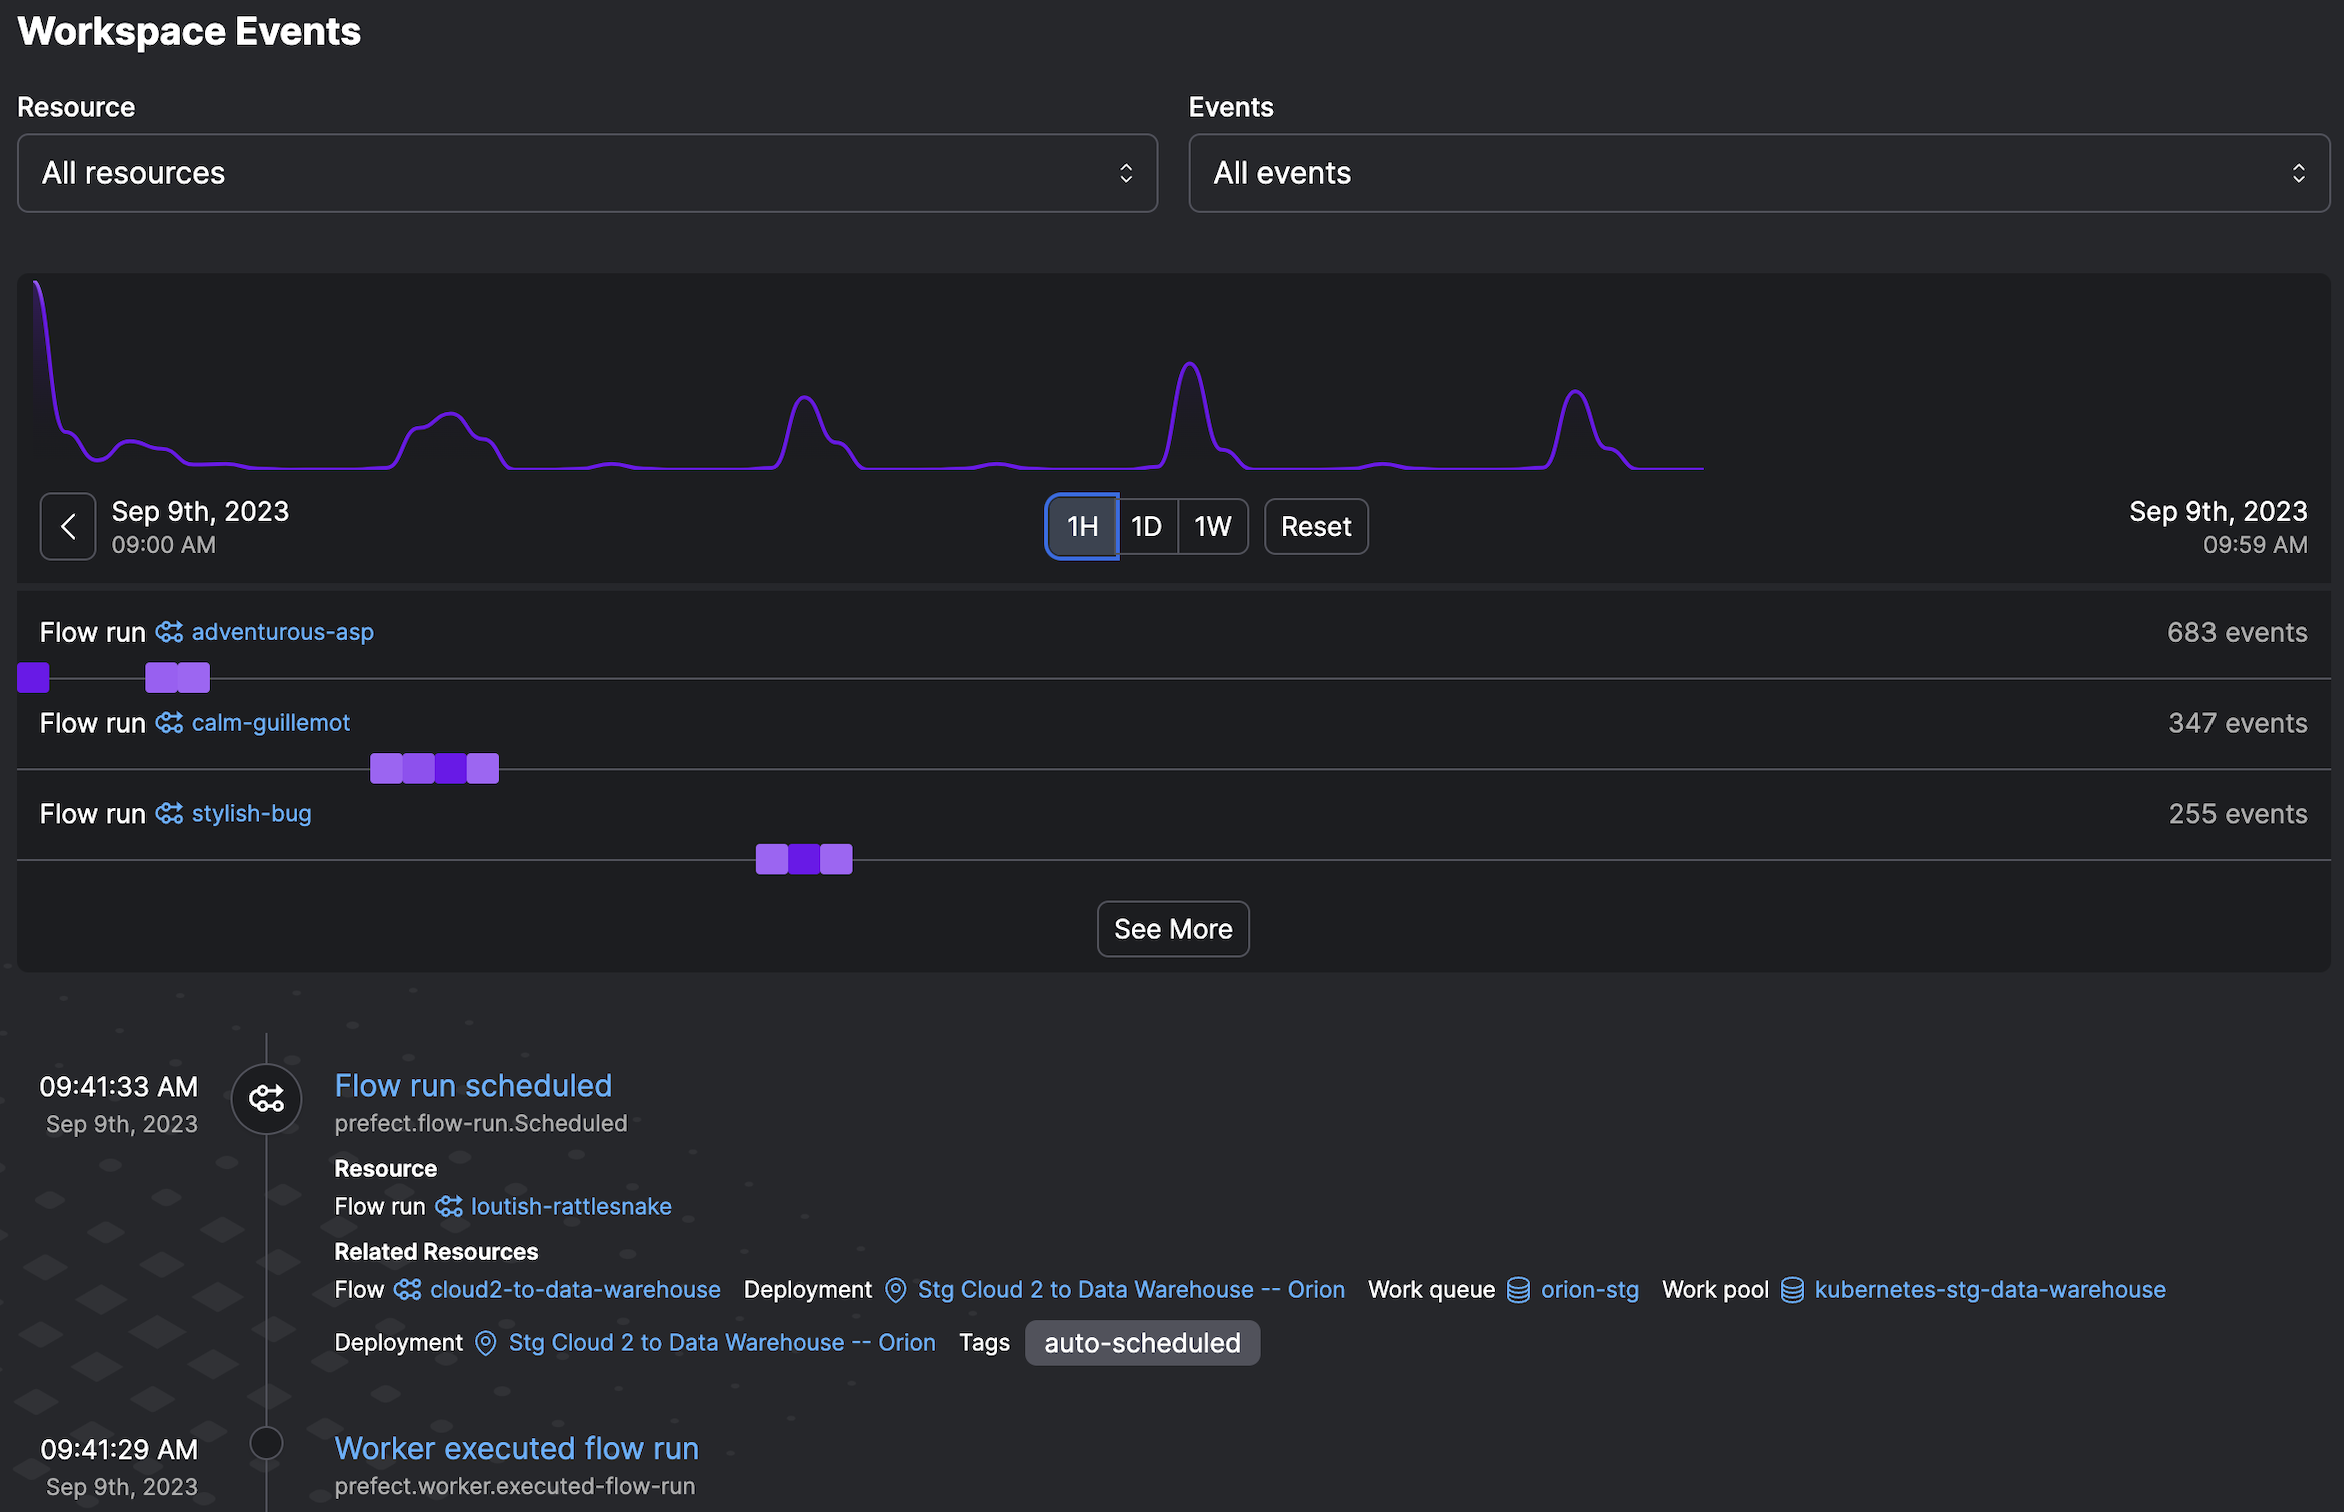 Workspace Events
Resource
Events
All resources
All events
Sep 9th, 2023
09:00 AM
1H
1D
1W
Reset
Sep 9th, 2023
09:59 AM
Flow run adventurous-asp
683 events
Flow run calm-guillemot
347 events
Flow run stylish-bug
255 events
See More
09:41:33 AM
Sep 9th, 2023
Flow run scheduled
prefect.flow-run.Scheduled
Resource
Flow run loutish-rattlesnake
Related Resources
Flow cloud2-to-data-warehouse Deployment Stg Cloud 2 to Data Warehouse -- Orion Work queue orion-stg Work pool kubernetes-stg-data-warehouse
Deployment Stg Cloud 2 to Data Warehouse -- Orion Tags auto-scheduled
09:41:29 AM
Sep 9th, 2023
Worker executed flow run
prefect.worker.executed-flow-run